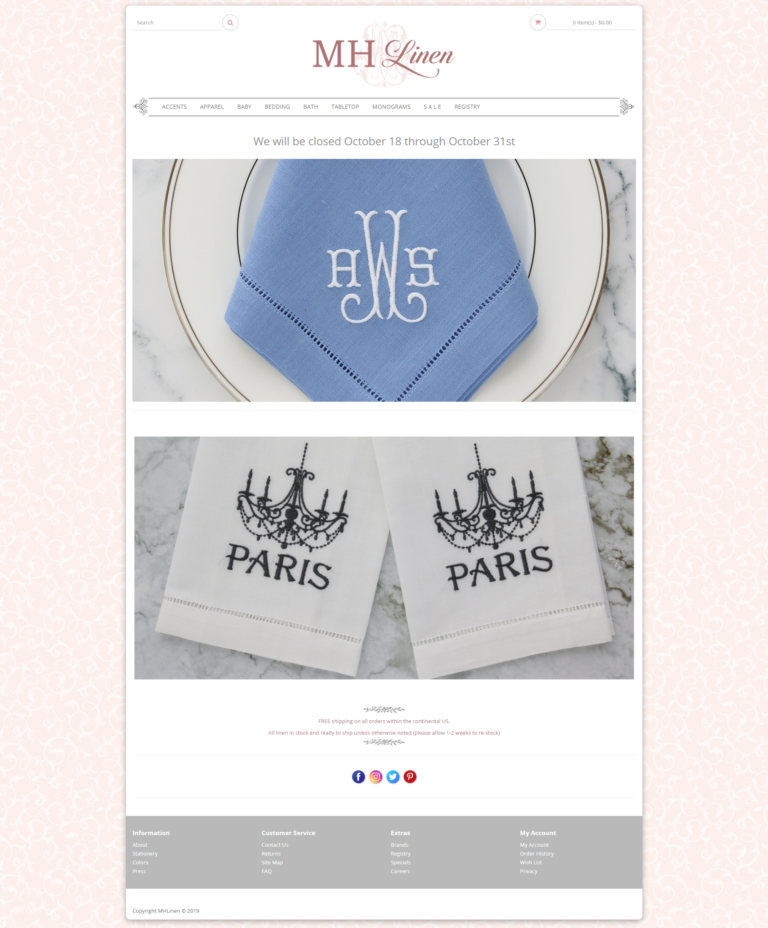 Search
0 item(s) - $0.00
MH Linen
ACCENTS APPAREL BABY BEDDING BATH TABLETOP MONOGRAMS S A L E REGISTRY
We will be closed October 18 through October 31st
AWS
PARIS PARIS
FREE shipping on all orders within the continental US.
All linen in stock and ready to ship unless otherwise noted (please allow 1-2 weeks to re-stock)
Information Customer Service Extras My Account
About Contact Us Brands My Account
Stationery Returns Registry Order History
Colors Site Map Specials Wish List
Press FAQ Careers Privacy
Copyright MHLinen © 2019